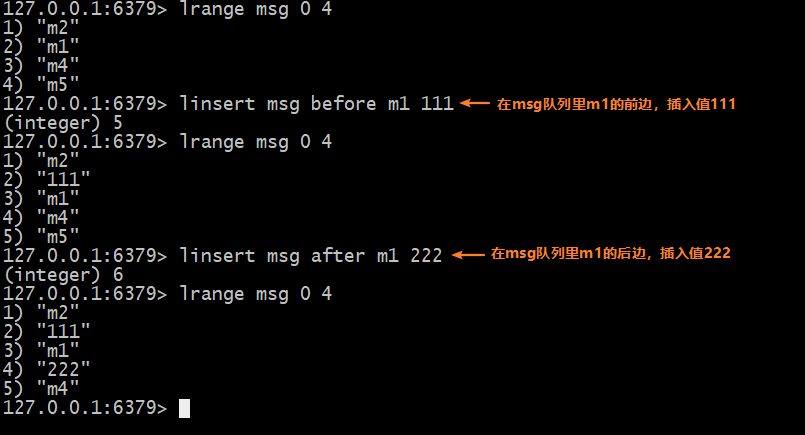 127.0.0.1:6379> lrange msg 0 4
1) "m2"
2) "m1"
3) "m4"
4) "m5"
127.0.0.1:6379> linsert msg before m1 111 在msg队列里m1的前边，插入值111
(integer) 5
127.0.0.1:6379> lrange msg 0 4
1) "m2"
2) "111"
3) "m1"
4) "m4"
5) "m5"
127.0.0.1:6379> linsert msg after m1 222 在msg队列里m1的后边，插入值222
(integer) 6
127.0.0.1:6379> lrange msg 0 4
1) "m2"
2) "111"
3) "m1"
4) "222"
5) "m4"
127.0.0.1:6379>